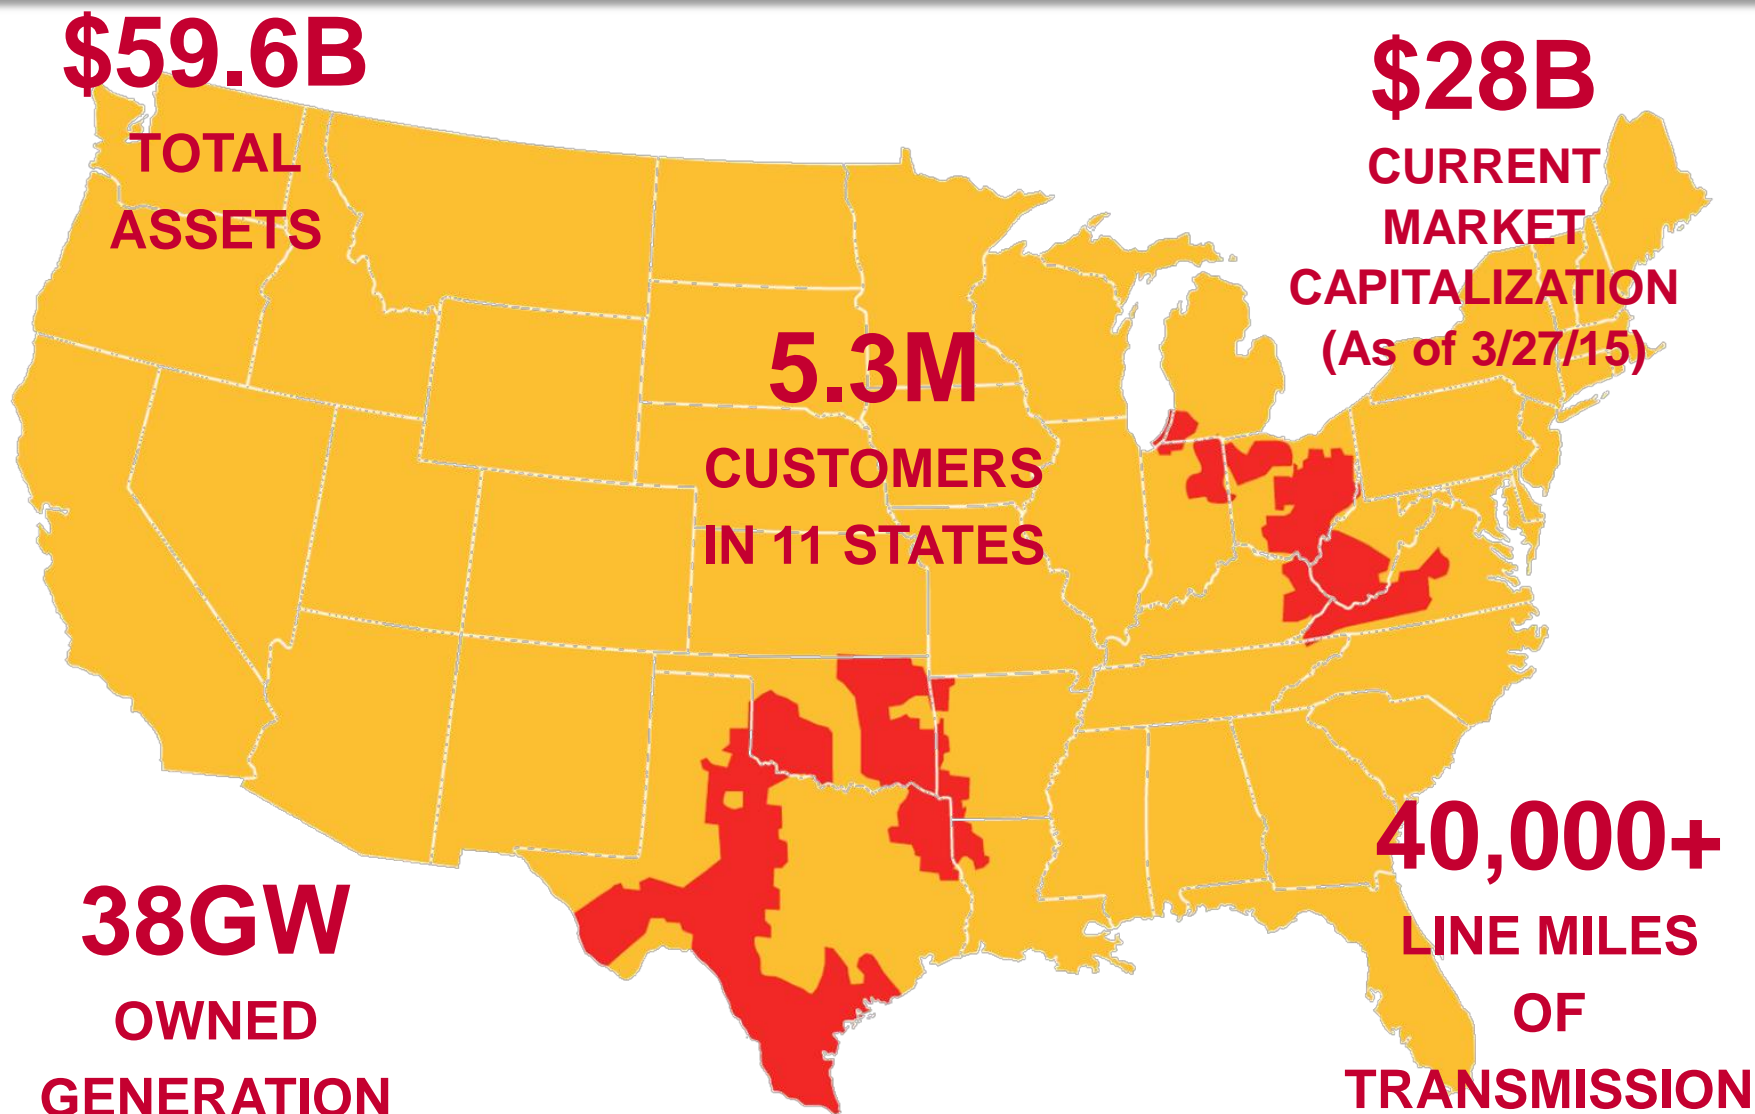 $59.6B
TOTAL
ASSETS
$28B
CURRENT
MARKET
CAPITALIZATION
(As of 3/27/15)
5.3M
CUSTOMERS
IN 11 STATES
38GW
OWNED
GENERATION
40,000+
LINE MILES
OF
TRANSMISSION